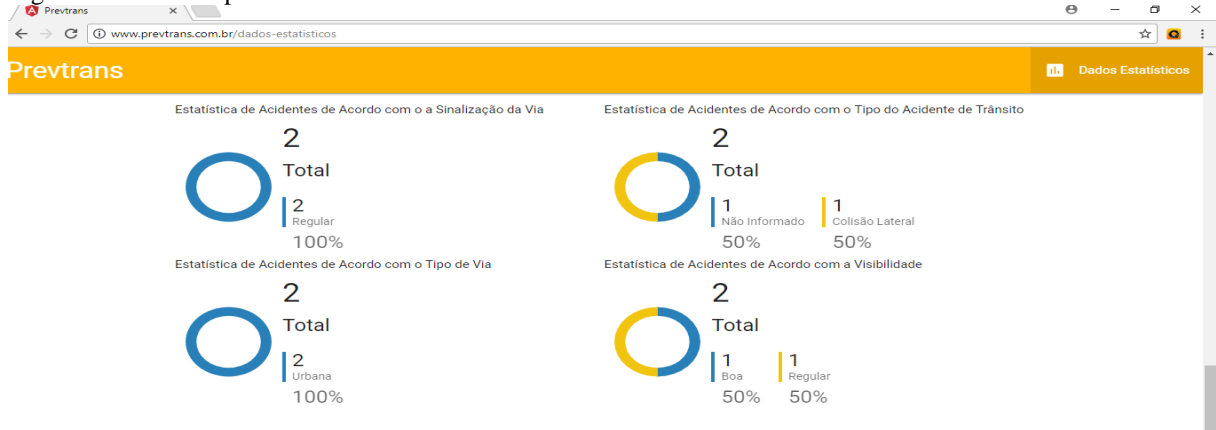 Prevtrans
www.prevtrans.com.br/dados-estatisticos
Prevtrans
Dados Estatísticos
Estatística de Acidentes de Acordo com o a Sinalização da Via
2
Total
2
Regular
100%
Estatística de Acidentes de Acordo com o Tipo do Acidente de Trânsito
2
Total
1 1
Não Informado Colisão Lateral
50% 50%
Estatística de Acidentes de Acordo com o Tipo de Via
2
Total
2
Urbana
100%
Estatística de Acidentes de Acordo com a Visibilidade
2
Total
1 1
Boa Regular
50% 50%